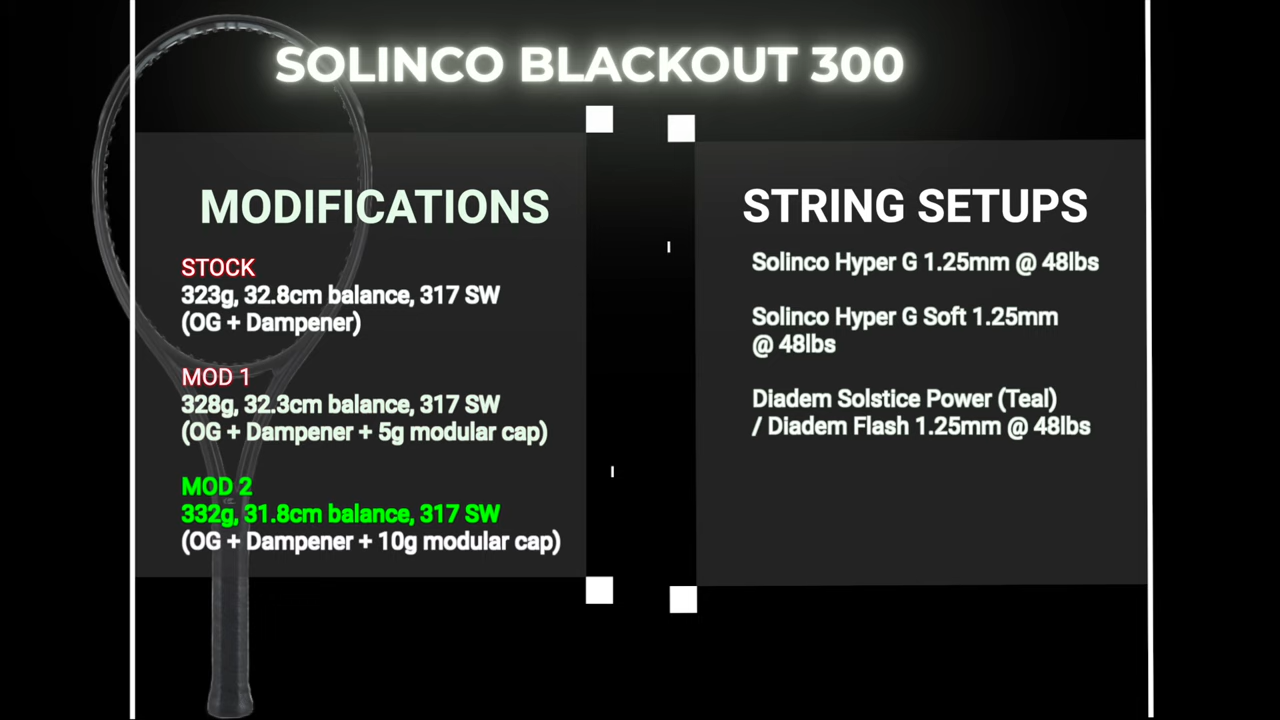 SOLINCO BLACKOUT 300
MODIFICATIONS
STOCK
323g, 32.8cm balance, 317 SW
(OG + Dampener)
MOD 1
328g, 32.3cm balance, 317 SW
(OG + Dampener + 5g modular cap)
MOD 2
332g, 31.8cm balance, 317 SW
(OG + Dampener + 10g modular cap)
STRING SETUPS
Solinco Hyper G 1.25mm @ 48lbs
Solinco Hyper G Soft 1.25mm
@ 48lbs
Diadem Solstice Power (Teal)
/ Diadem Flash 1.25mm @ 48lbs